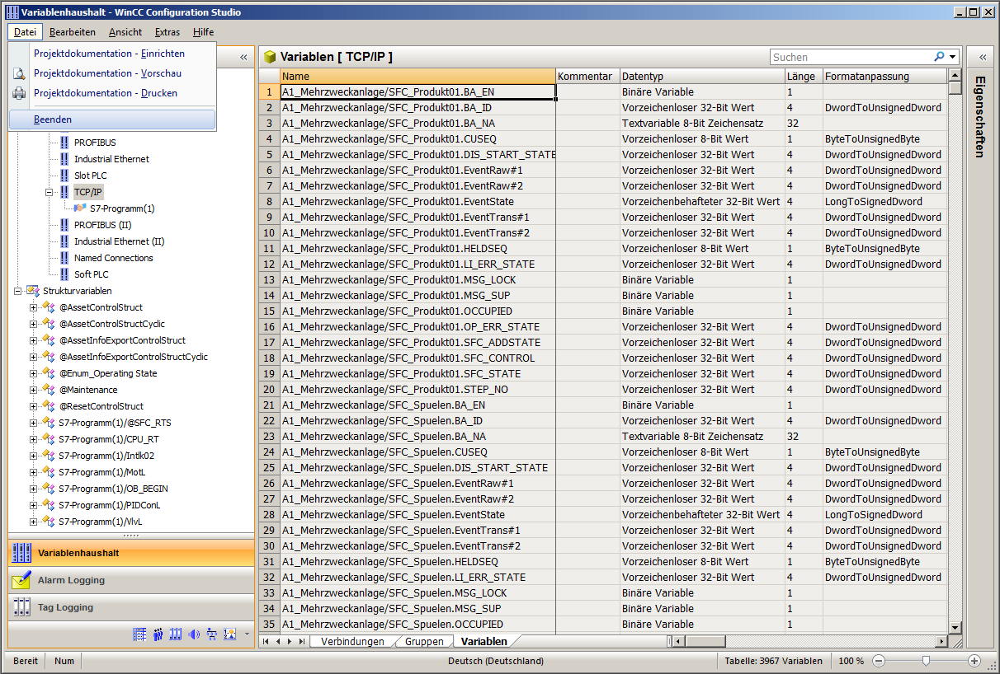 Variablenhaushalt - WinCC Configuration Studio
Datei Bearbeiten Ansicht Extras Hilfe
Projektdokumentation - Einrichten
Projektdokumentation - Vorschau
Projektdokumentation - Drucken
Beenden
PROFIBUS
Industrial Ethernet
Slot PLC
TCP/IP
S7-Programm(1)
PROFIBUS (II)
Industrial Ethernet (II)
Named Connections
Soft PLC
Strukturvariablen
@AssetControlStruct
@AssetControlStructCyclic
@AssetInfoExportControlStruct
@AssetInfoExportControlStructCyclic
@Enum_Operating State
@Maintenance
@ResetControlStruct
S7-Programm(1)/@SFC_RTS
S7-Programm(1)/CPU_RT
S7-Programm(1)/Intlk02
S7-Programm(1)/MotL
S7-Programm(1)/OB_BEGIN
S7-Programm(1)/PIDConL
S7-Programm(1)/VlvL
Variablenhaushalt
Alarm Logging
Tag Logging
Variablen [ TCP/IP ] Suchen
Name Kommentar Datentyp Länge Formatanpassung
1 A1_Mehrzweckanlage/SFC_Produkt01.BA_EN Binäre Variable 1
2 A1_Mehrzweckanlage/SFC_Produkt01.BA_ID Vorzeichenloser 32-Bit Wert 4 DwordToUnsignedDword
3 A1_Mehrzweckanlage/SFC_Produkt01.BA_NA Textvariable 8-Bit Zeichensatz 32
4 A1_Mehrzweckanlage/SFC_Produkt01.CUSEQ Vorzeichenloser 8-Bit Wert 1 ByteToUnsignedByte
5 A1_Mehrzweckanlage/SFC_Produkt01.DIS_START_STATE Vorzeichenloser 32-Bit Wert 4 DwordToUnsignedDword
6 A1_Mehrzweckanlage/SFC_Produkt01.EventRaw#1 Vorzeichenloser 32-Bit Wert 4 DwordToUnsignedDword
7 A1_Mehrzweckanlage/SFC_Produkt01.EventRaw#2 Vorzeichenloser 32-Bit Wert 4 DwordToUnsignedDword
8 A1_Mehrzweckanlage/SFC_Produkt01.EventState Vorzeichenbehafteter 32-Bit Wert 4 LongToSignedDword
9 A1_Mehrzweckanlage/SFC_Produkt01.EventTrans#1 Vorzeichenloser 32-Bit Wert 4 DwordToUnsignedDword
10 A1_Mehrzweckanlage/SFC_Produkt01.EventTrans#2 Vorzeichenloser 32-Bit Wert 4 DwordToUnsignedDword
11 A1_Mehrzweckanlage/SFC_Produkt01.HELDSEQ Vorzeichenloser 8-Bit Wert 1 ByteToUnsignedByte
12 A1_Mehrzweckanlage/SFC_Produkt01.LI_ERR_STATE Vorzeichenloser 32-Bit Wert 4 DwordToUnsignedDword
13 A1_Mehrzweckanlage/SFC_Produkt01.MSG_LOCK Binäre Variable 1
14 A1_Mehrzweckanlage/SFC_Produkt01.MSG_SUP Binäre Variable 1
15 A1_Mehrzweckanlage/SFC_Produkt01.OCCUPIED Binäre Variable 1
16 A1_Mehrzweckanlage/SFC_Produkt01.OP_ERR_STATE Vorzeichenloser 32-Bit Wert 4 DwordToUnsignedDword
17 A1_Mehrzweckanlage/SFC_Produkt01.SFC_ADDSTATE Vorzeichenloser 32-Bit Wert 4 DwordToUnsignedDword
18 A1_Mehrzweckanlage/SFC_Produkt01.SFC_CONTROL Vorzeichenloser 32-Bit Wert 4 DwordToUnsignedDword
19 A1_Mehrzweckanlage/SFC_Produkt01.SFC_STATE Vorzeichenloser 32-Bit Wert 4 DwordToUnsignedDword
20 A1_Mehrzweckanlage/SFC_Produkt01.STEP_NO Vorzeichenloser 32-Bit Wert 4 DwordToUnsignedDword
21 A1_Mehrzweckanlage/SFC_Spuelen.BA_EN Binäre Variable 1
22 A1_Mehrzweckanlage/SFC_Spuelen.BA_ID Vorzeichenloser 32-Bit Wert 4 DwordToUnsignedDword
23 A1_Mehrzweckanlage/SFC_Spuelen.BA_NA Textvariable 8-Bit Zeichensatz 32
24 A1_Mehrzweckanlage/SFC_Spuelen.CUSEQ Vorzeichenloser 8-Bit Wert 1 ByteToUnsignedByte
25 A1_Mehrzweckanlage/SFC_Spuelen.DIS_START_STATE Vorzeichenloser 32-Bit Wert 4 DwordToUnsignedDword
26 A1_Mehrzweckanlage/SFC_Spuelen.EventRaw#1 Vorzeichenloser 32-Bit Wert 4 DwordToUnsignedDword
27 A1_Mehrzweckanlage/SFC_Spuelen.EventRaw#2 Vorzeichenloser 32-Bit Wert 4 DwordToUnsignedDword
28 A1_Mehrzweckanlage/SFC_Spuelen.EventState Vorzeichenbehafteter 32-Bit Wert 4 LongToSignedDword
29 A1_Mehrzweckanlage/SFC_Spuelen.EventTrans#1 Vorzeichenloser 32-Bit Wert 4 DwordToUnsignedDword
30 A1_Mehrzweckanlage/SFC_Spuelen.EventTrans#2 Vorzeichenloser 32-Bit Wert 4 DwordToUnsignedDword
31 A1_Mehrzweckanlage/SFC_Spuelen.HELDSEQ Vorzeichenloser 8-Bit Wert 1 ByteToUnsignedByte
32 A1_Mehrzweckanlage/SFC_Spuelen.LI_ERR_STATE Vorzeichenloser 32-Bit Wert 4 DwordToUnsignedDword
33 A1_Mehrzweckanlage/SFC_Spuelen.MSG_LOCK Binäre Variable 1
34 A1_Mehrzweckanlage/SFC_Spuelen.MSG_SUP Binäre Variable 1
35 A1_Mehrzweckanlage/SFC_Spuelen.OCCUPIED Binäre Variable 1
Verbindungen Gruppen Variablen
Eigenschaften
Bereit Num Deutsch (Deutschland) Tabelle: 3967 Variablen 100 %